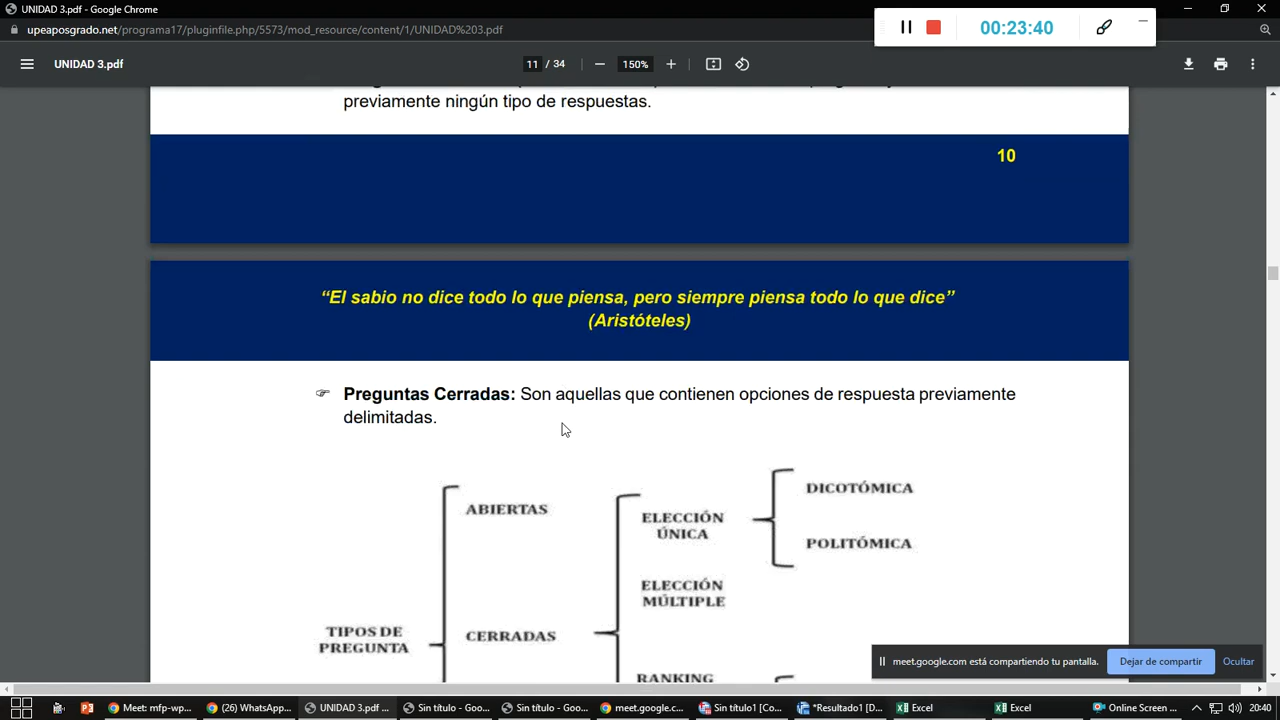 UNIDAD 3.pdf - Google Chrome
upeaposgrado.net/programa17/pluginfile.php/5573/mod_resource/content/1/UNIDAD%203.pdf
00:23:40
UNIDAD 3.pdf
11 / 34
150%
previamente ningún tipo de respuestas.
10
“El sabio no dice todo lo que piensa, pero siempre piensa todo lo que dice”
(Aristóteles)
Preguntas Cerradas: Son aquellas que contienen opciones de respuesta previamente
delimitadas.
TIPOS DE
PREGUNTA
ABIERTAS
CERRADAS
ELECCIÓN
ÚNICA
DICOTÓMICA
POLITÓMICA
ELECCIÓN
MÚLTIPLE
RANKING
meet.google.com está compartiendo tu pantalla.
Dejar de compartir
Ocultar
Meet: mfp-wp...
(26) WhatsApp...
UNIDAD 3.pdf ...
Sin título - Goo...
Sin título - Goo...
meet.google.co...
Sin título1 [Co...
*Resultado1 [D...
Excel
Excel
Online Screen ...
20:40